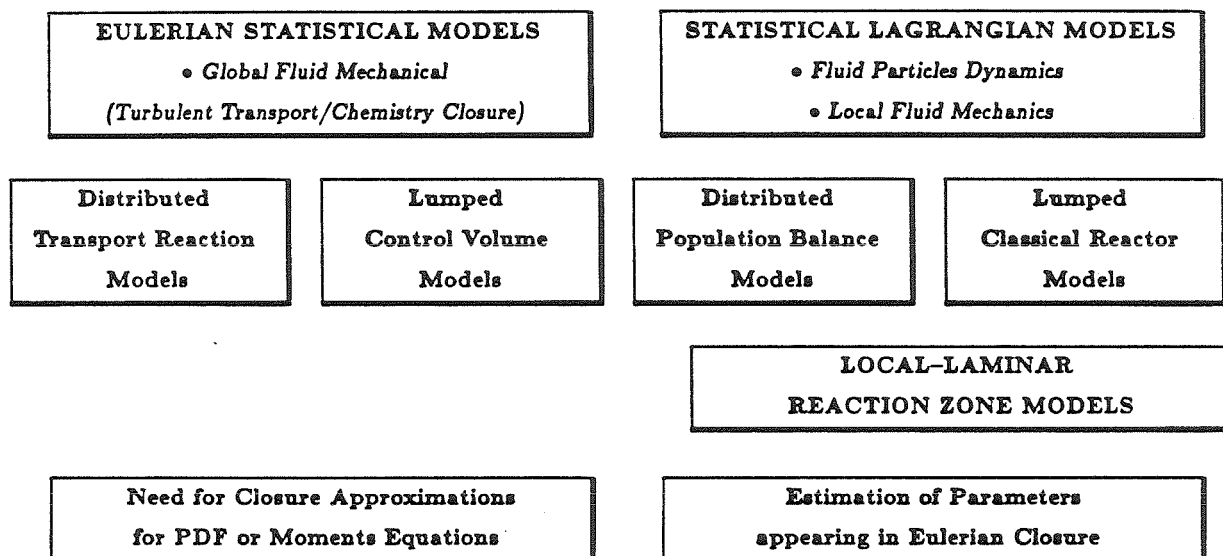 EULERIAN STATISTICAL MODELS
• Global Fluid Mechanical
(Turbulent Transport/Chemistry Closure)
STATISTICAL LAGRANGIAN MODELS
• Fluid Particles Dynamics
• Local Fluid Mechanics
Distributed
Transport Reaction
Models
Lumped
Control Volume
Models
Distributed
Population Balance
Models
Lumped
Classical Reactor
Models
LOCAL–LAMINAR
REACTION ZONE MODELS
Need for Closure Approximations
for PDF or Moments Equations
Estimation of Parameters
appearing in Eulerian Closure